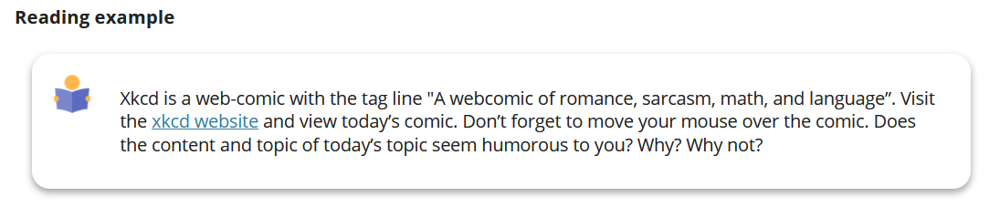 Reading example
Xkcd is a web-comic with the tag line "A webcomic of romance, sarcasm, math, and language”. Visit
the xkcd website and view today’s comic. Don’t forget to move your mouse over the comic. Does
the content and topic of today’s topic seem humorous to you? Why? Why not?